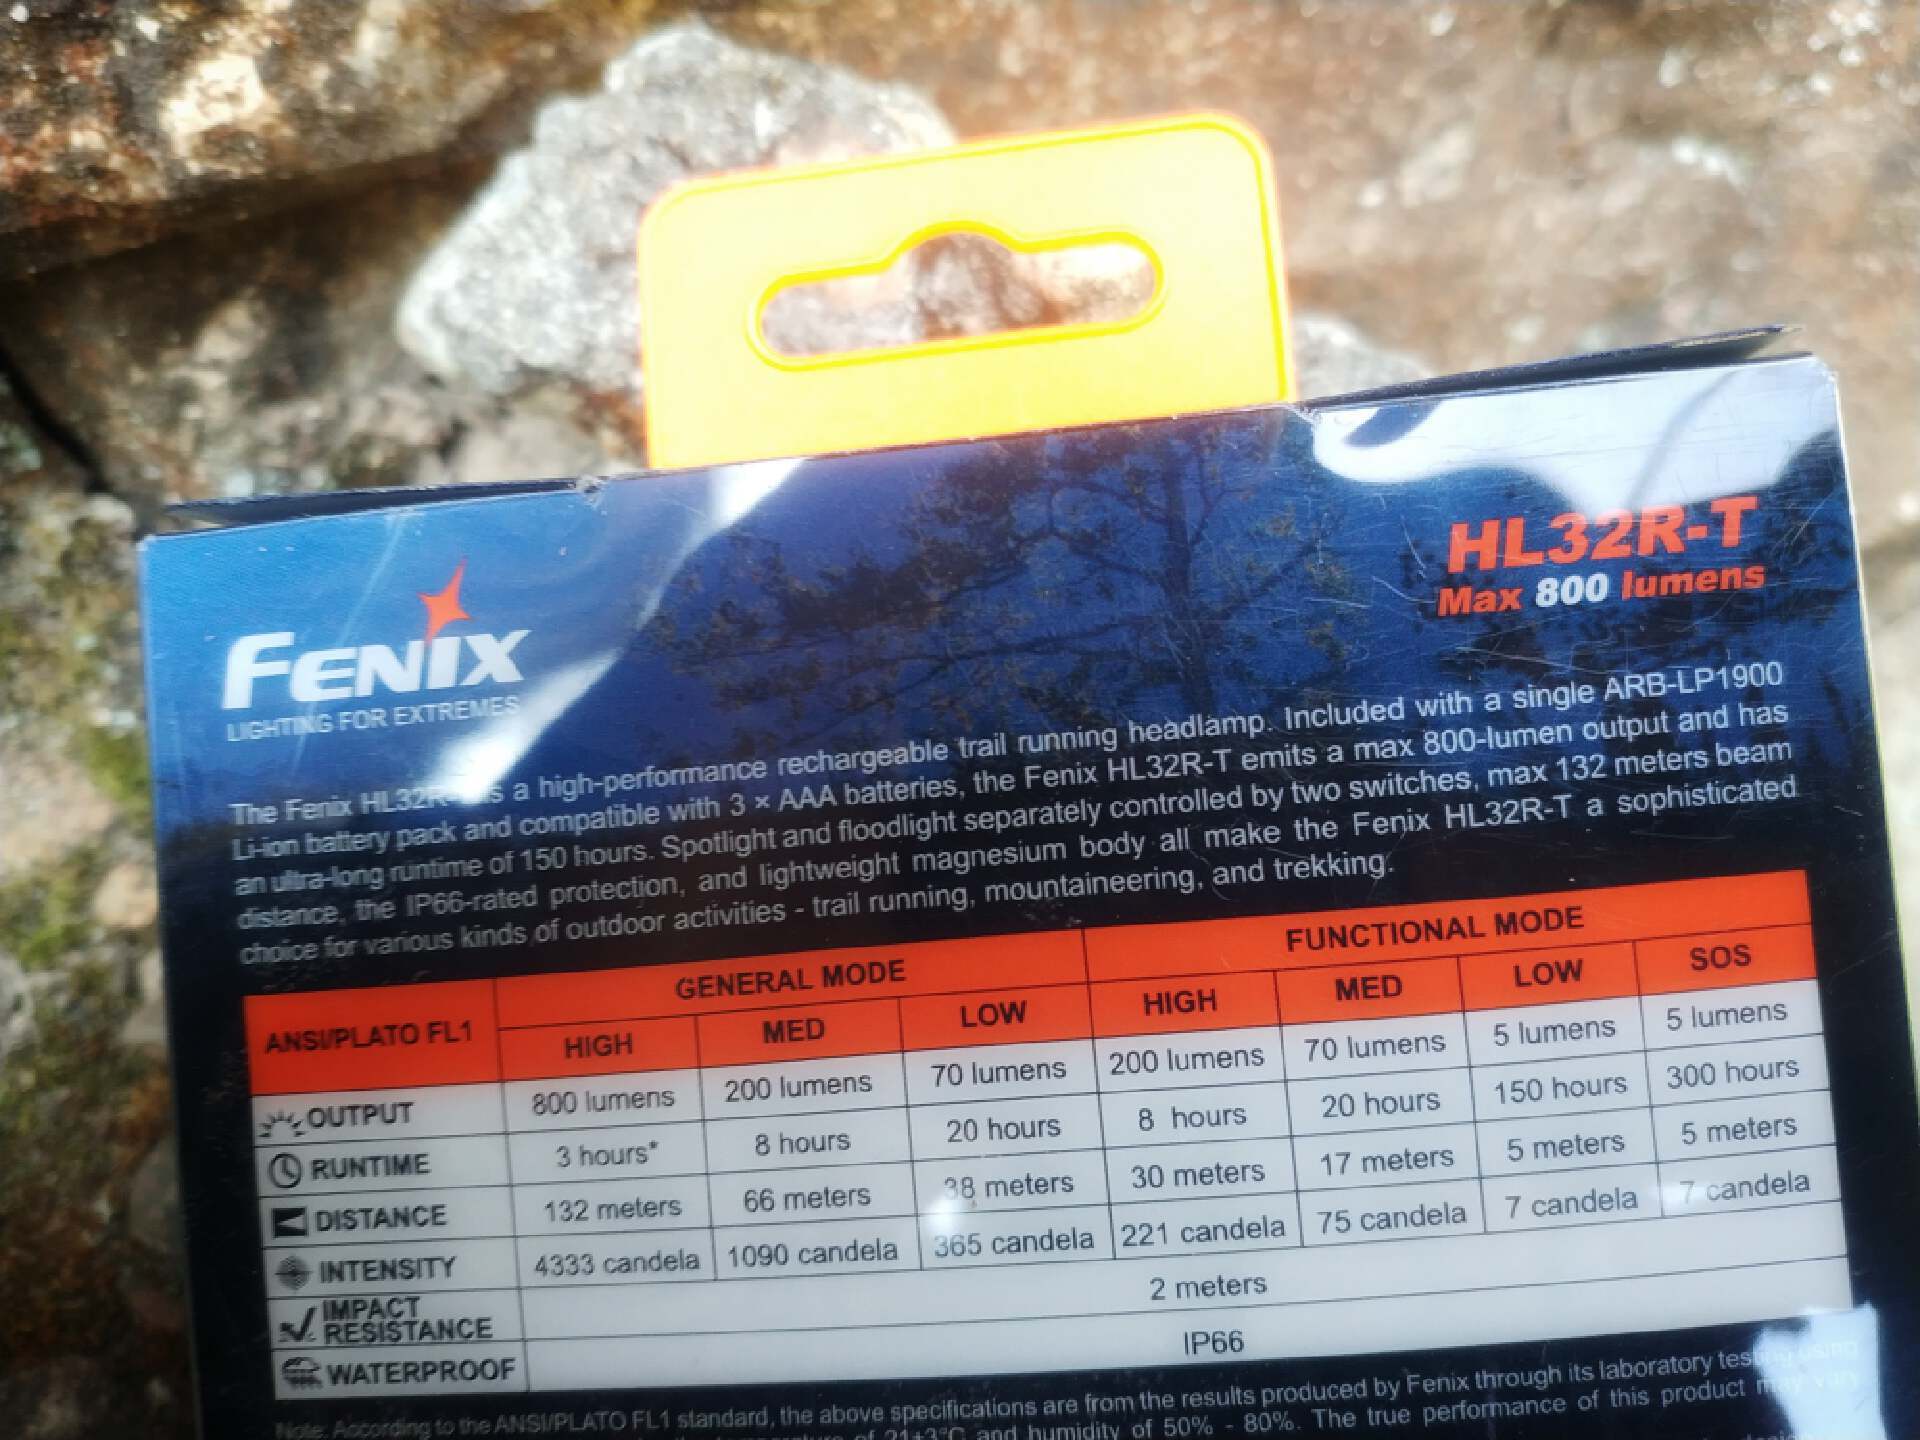 HL32R-T
Max 800 lumens
FENIX
LIGHTING FOR EXTREMES
The Fenix is a high-performance rechargeable trail running headlamp. Included with a single ARB-LP1900
Li-ion battery pack and compatible with 3 × AAA batteries, the Fenix HL32R-T emits a max 800-lumen output and has
an ultra-long runtime of 150 hours. Spotlight and floodlight separately controlled by two switches, max 132 meters beam
distance, the IP66-rated protection, and lightweight magnesium body all make the Fenix HL32R-T a sophisticated
choice for various kinds of outdoor activities - trail running, mountaineering, and trekking.
ANSI/PLATO FL1 GENERAL MODE FUNCTIONAL MODE
HIGH MED LOW HIGH MED LOW SOS
OUTPUT 800 lumens 200 lumens 70 lumens 200 lumens 70 lumens 5 lumens 5 lumens
RUNTIME 3 hours* 8 hours 20 hours 8 hours 20 hours 150 hours 300 hours
DISTANCE 132 meters 66 meters 38 meters 30 meters 17 meters 5 meters 5 meters
INTENSITY 4333 candela 1090 candela 365 candela 221 candela 75 candela 7 candela 7 candela
IMPACT
RESISTANCE 2 meters
WATERPROOF IP66
Note: According to the ANSI/PLATO FL1 standard, the above specifications are from the results produced by Fenix through its laboratory testing using
of 21±3°C and humidity of 50% - 80%. The true performance of this product may vary